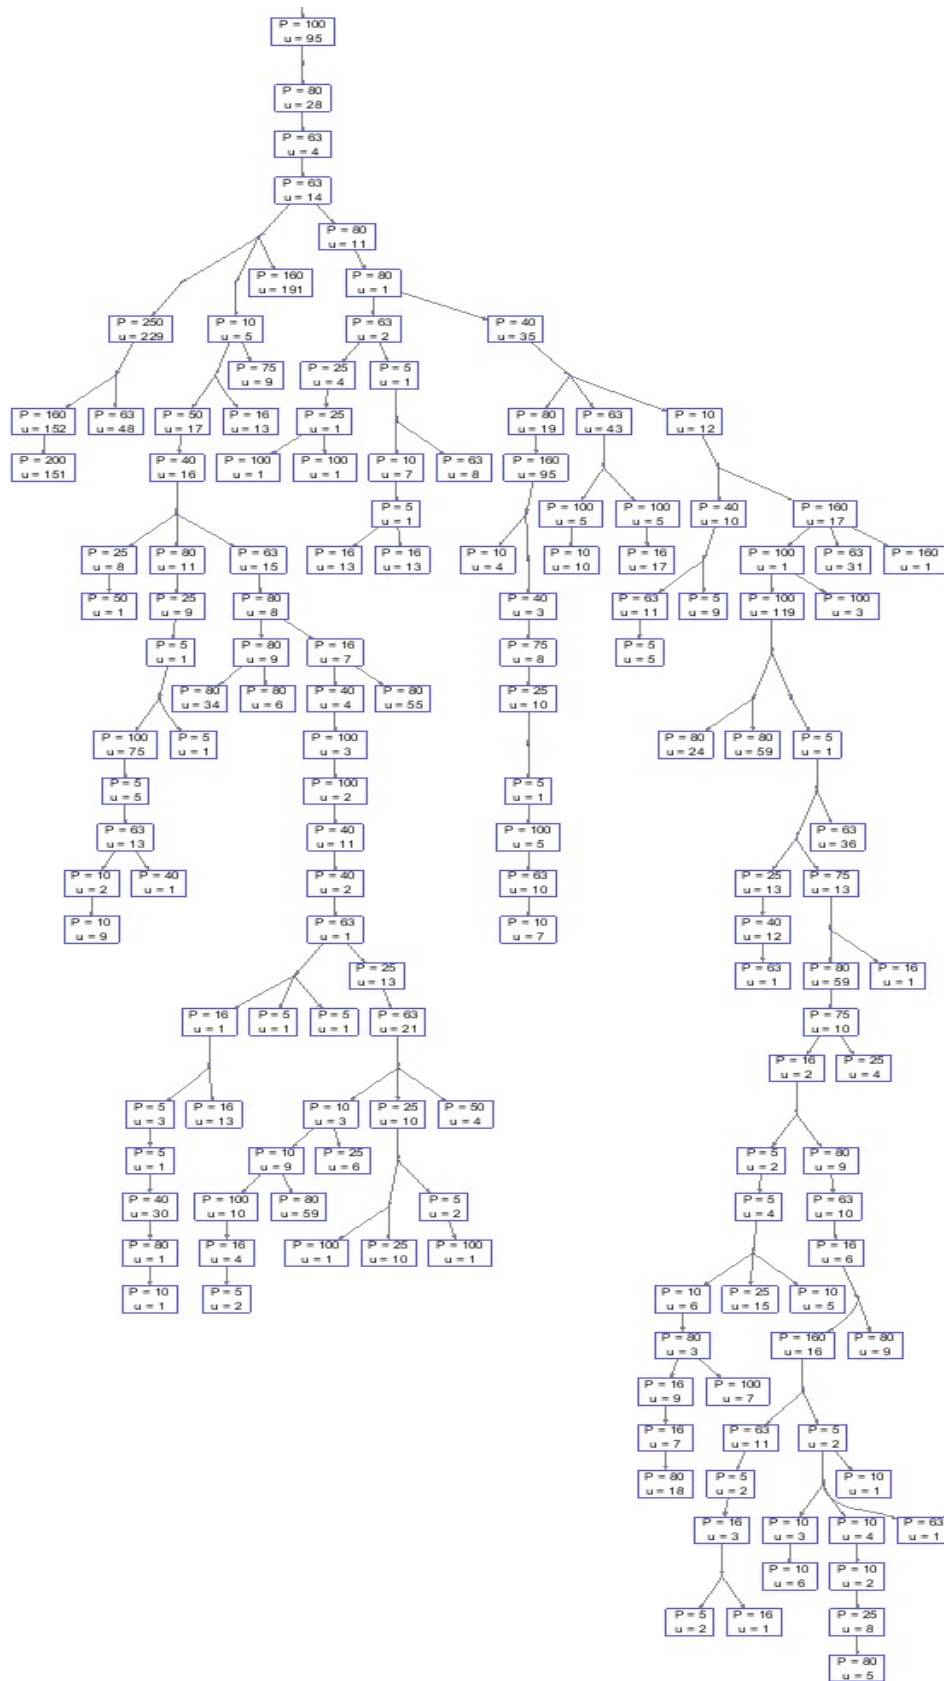 P = 100
u = 95
P = 80
u = 28
P = 63
u = 4
P = 63
u = 14
P = 80
u = 11
P = 160
u = 191
P = 80
u = 1
P = 250
u = 229
P = 10
u = 5
P = 63
u = 2
P = 40
u = 35
P = 75
u = 9
P = 25
u = 4
P = 5
u = 1
P = 160
u = 152
P = 63
u = 48
P = 50
u = 17
P = 16
u = 13
P = 25
u = 1
P = 80
u = 19
P = 63
u = 43
P = 10
u = 12
P = 200
u = 151
P = 40
u = 16
P = 100
u = 1
P = 100
u = 1
P = 10
u = 7
P = 63
u = 8
P = 160
u = 95
P = 5
u = 1
P = 100
u = 5
P = 100
u = 5
P = 40
u = 10
P = 160
u = 17
P = 25
u = 8
P = 80
u = 11
P = 63
u = 15
P = 16
u = 13
P = 16
u = 13
P = 10
u = 4
P = 10
u = 10
P = 16
u = 17
P = 100
u = 1
P = 63
u = 31
P = 160
u = 1
P = 50
u = 1
P = 25
u = 9
P = 80
u = 8
P = 40
u = 3
P = 63
u = 11
P = 5
u = 9
P = 100
u = 119
P = 100
u = 3
P = 5
u = 1
P = 80
u = 9
P = 16
u = 7
P = 75
u = 8
P = 5
u = 5
P = 80
u = 34
P = 80
u = 6
P = 40
u = 4
P = 80
u = 55
P = 25
u = 10
P = 100
u = 75
P = 5
u = 1
P = 100
u = 3
P = 80
u = 24
P = 80
u = 59
P = 5
u = 1
P = 5
u = 5
P = 100
u = 2
P = 5
u = 1
P = 63
u = 13
P = 40
u = 11
P = 100
u = 5
P = 63
u = 36
P = 10
u = 2
P = 40
u = 1
P = 40
u = 2
P = 63
u = 10
P = 25
u = 13
P = 75
u = 13
P = 10
u = 9
P = 63
u = 1
P = 10
u = 7
P = 40
u = 12
P = 25
u = 13
P = 63
u = 1
P = 80
u = 59
P = 16
u = 1
P = 16
u = 1
P = 5
u = 1
P = 5
u = 1
P = 63
u = 21
P = 75
u = 10
P = 16
u = 2
P = 25
u = 4
P = 5
u = 3
P = 16
u = 13
P = 10
u = 3
P = 25
u = 10
P = 50
u = 4
P = 5
u = 1
P = 10
u = 9
P = 25
u = 6
P = 5
u = 2
P = 80
u = 9
P = 40
u = 30
P = 100
u = 10
P = 80
u = 59
P = 5
u = 2
P = 5
u = 4
P = 63
u = 10
P = 80
u = 1
P = 16
u = 4
P = 100
u = 1
P = 25
u = 10
P = 100
u = 1
P = 16
u = 6
P = 10
u = 1
P = 5
u = 2
P = 10
u = 6
P = 25
u = 15
P = 10
u = 5
P = 80
u = 3
P = 160
u = 16
P = 80
u = 9
P = 16
u = 9
P = 100
u = 7
P = 16
u = 7
P = 63
u = 11
P = 5
u = 2
P = 80
u = 18
P = 5
u = 2
P = 10
u = 1
P = 16
u = 3
P = 10
u = 3
P = 10
u = 4
P = 63
u = 1
P = 10
u = 6
P = 10
u = 2
P = 5
u = 2
P = 16
u = 1
P = 25
u = 8
P = 80
u = 5